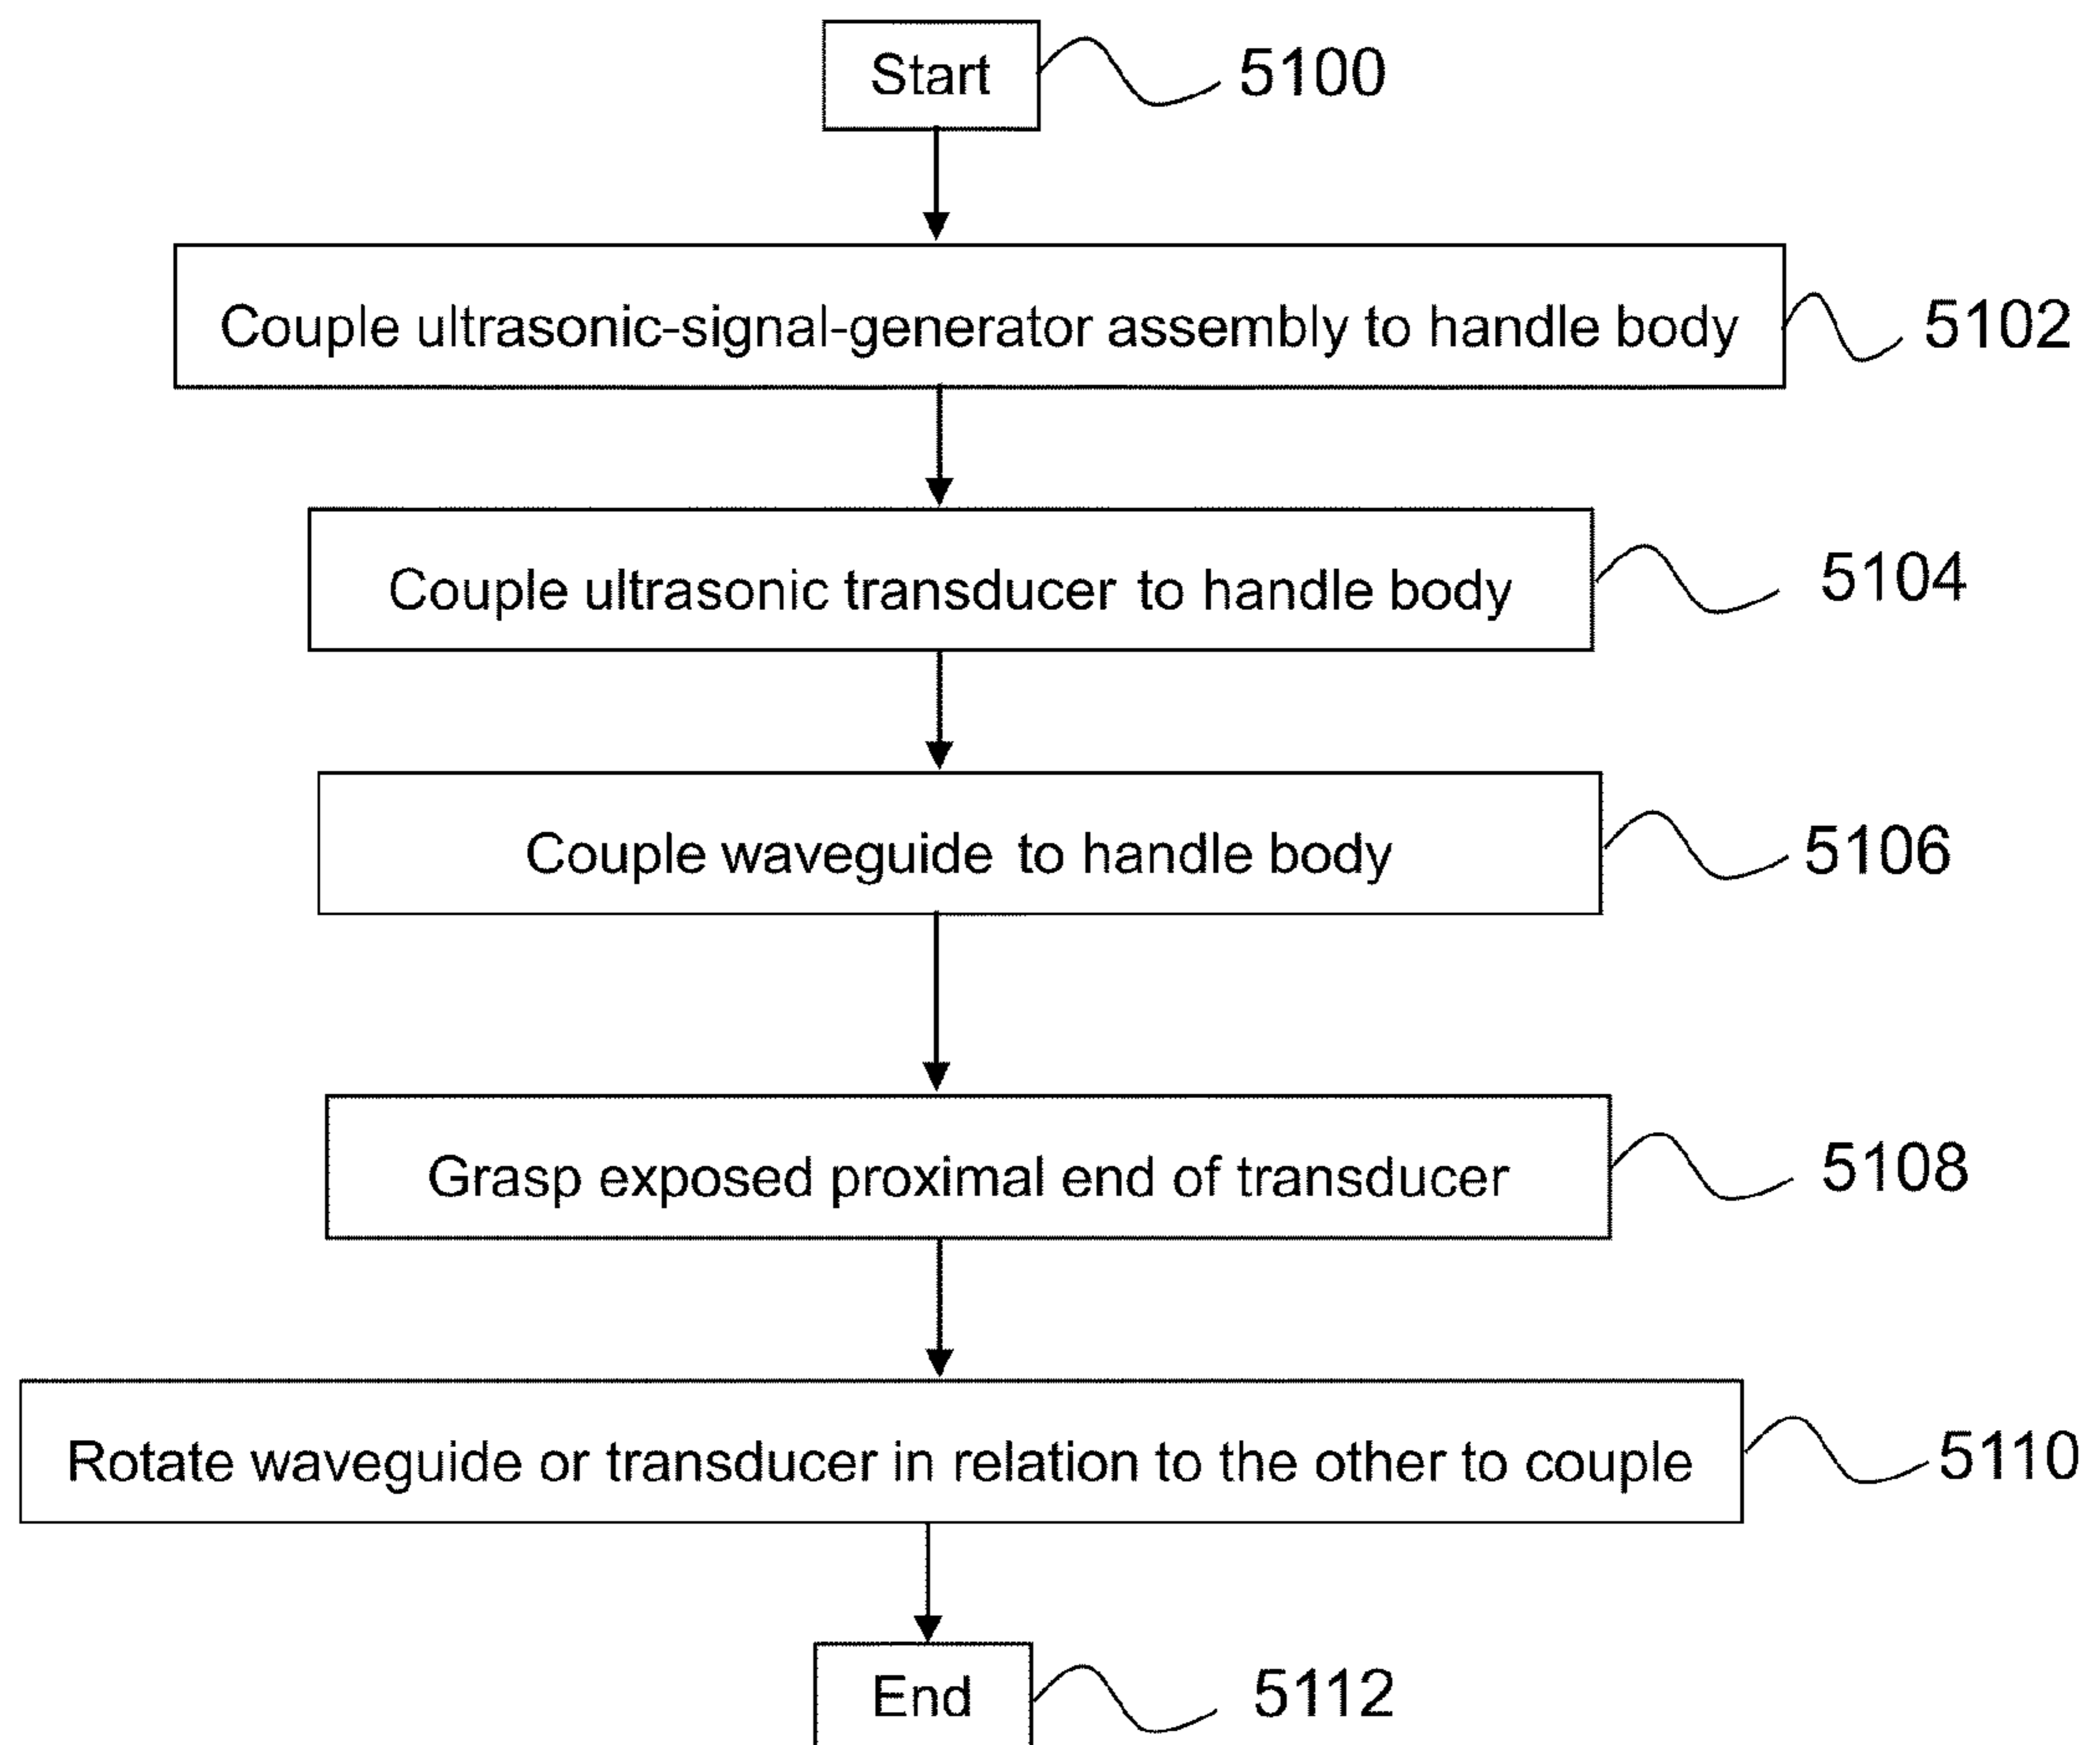 Start 5100
Couple ultrasonic-signal-generator assembly to handle body 5102
Couple ultrasonic transducer to handle body 5104
Couple waveguide to handle body 5106
Grasp exposed proximal end of transducer 5108
Rotate waveguide or transducer in relation to the other to couple 5110
End 5112